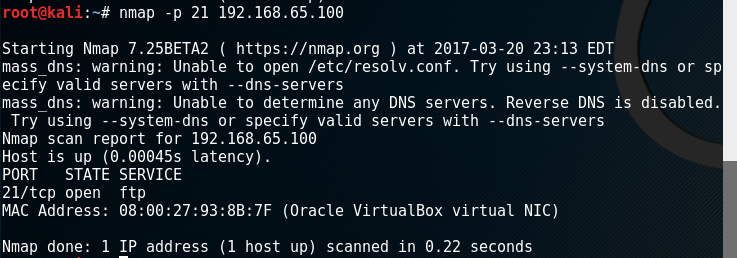 root@kali:~# nmap -p 21 192.168.65.100
Starting Nmap 7.25BETA2 ( https://nmap.org ) at 2017-03-20 23:13 EDT
mass_dns: warning: Unable to open /etc/resolv.conf. Try using --system-dns or sp
ecify valid servers with --dns-servers
mass_dns: warning: Unable to determine any DNS servers. Reverse DNS is disabled.
 Try using --system-dns or specify valid servers with --dns-servers
Nmap scan report for 192.168.65.100
Host is up (0.00045s latency).
PORT   STATE SERVICE
21/tcp open  ftp
MAC Address: 08:00:27:93:8B:7F (Oracle VirtualBox virtual NIC)
Nmap done: 1 IP address (1 host up) scanned in 0.22 seconds